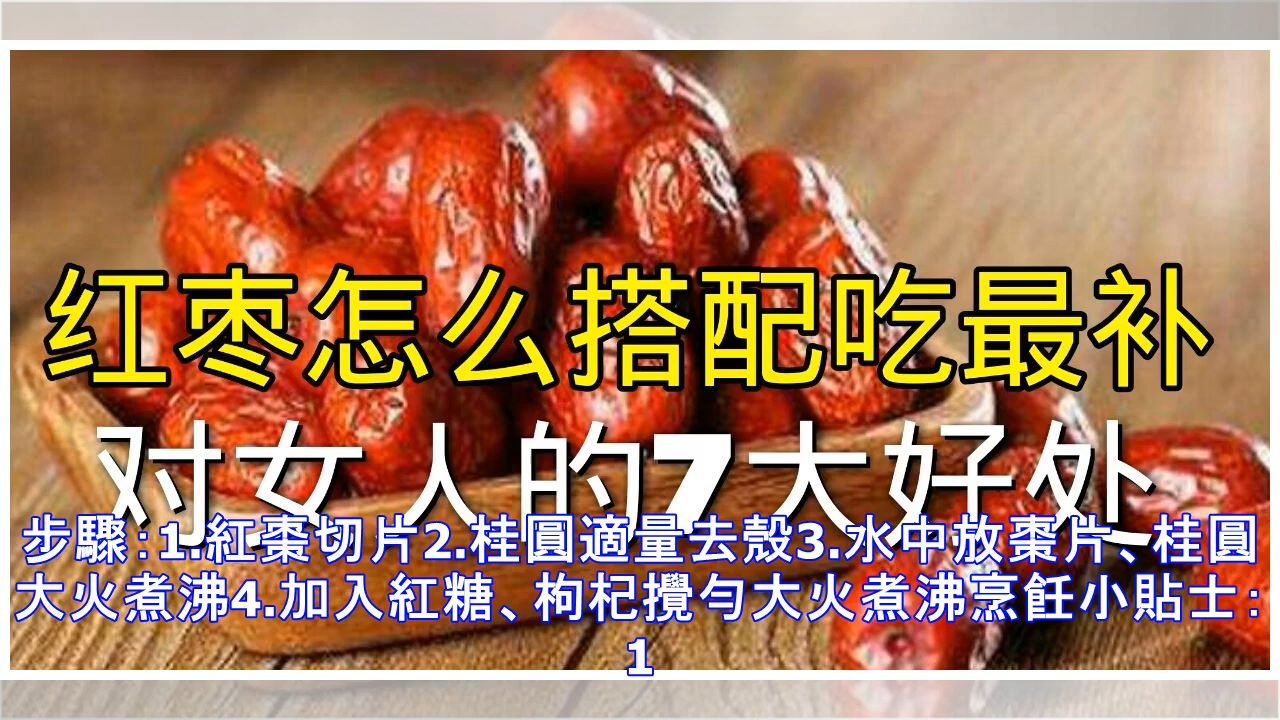 红枣怎么搭配吃最补
对女人的7大好处
步驟:1.紅棗切片2.桂圓適量去殼3.水中放棗片、桂圓
大火煮沸4.加入紅糖、枸杞攪勻大火煮沸烹飪小貼士:
1